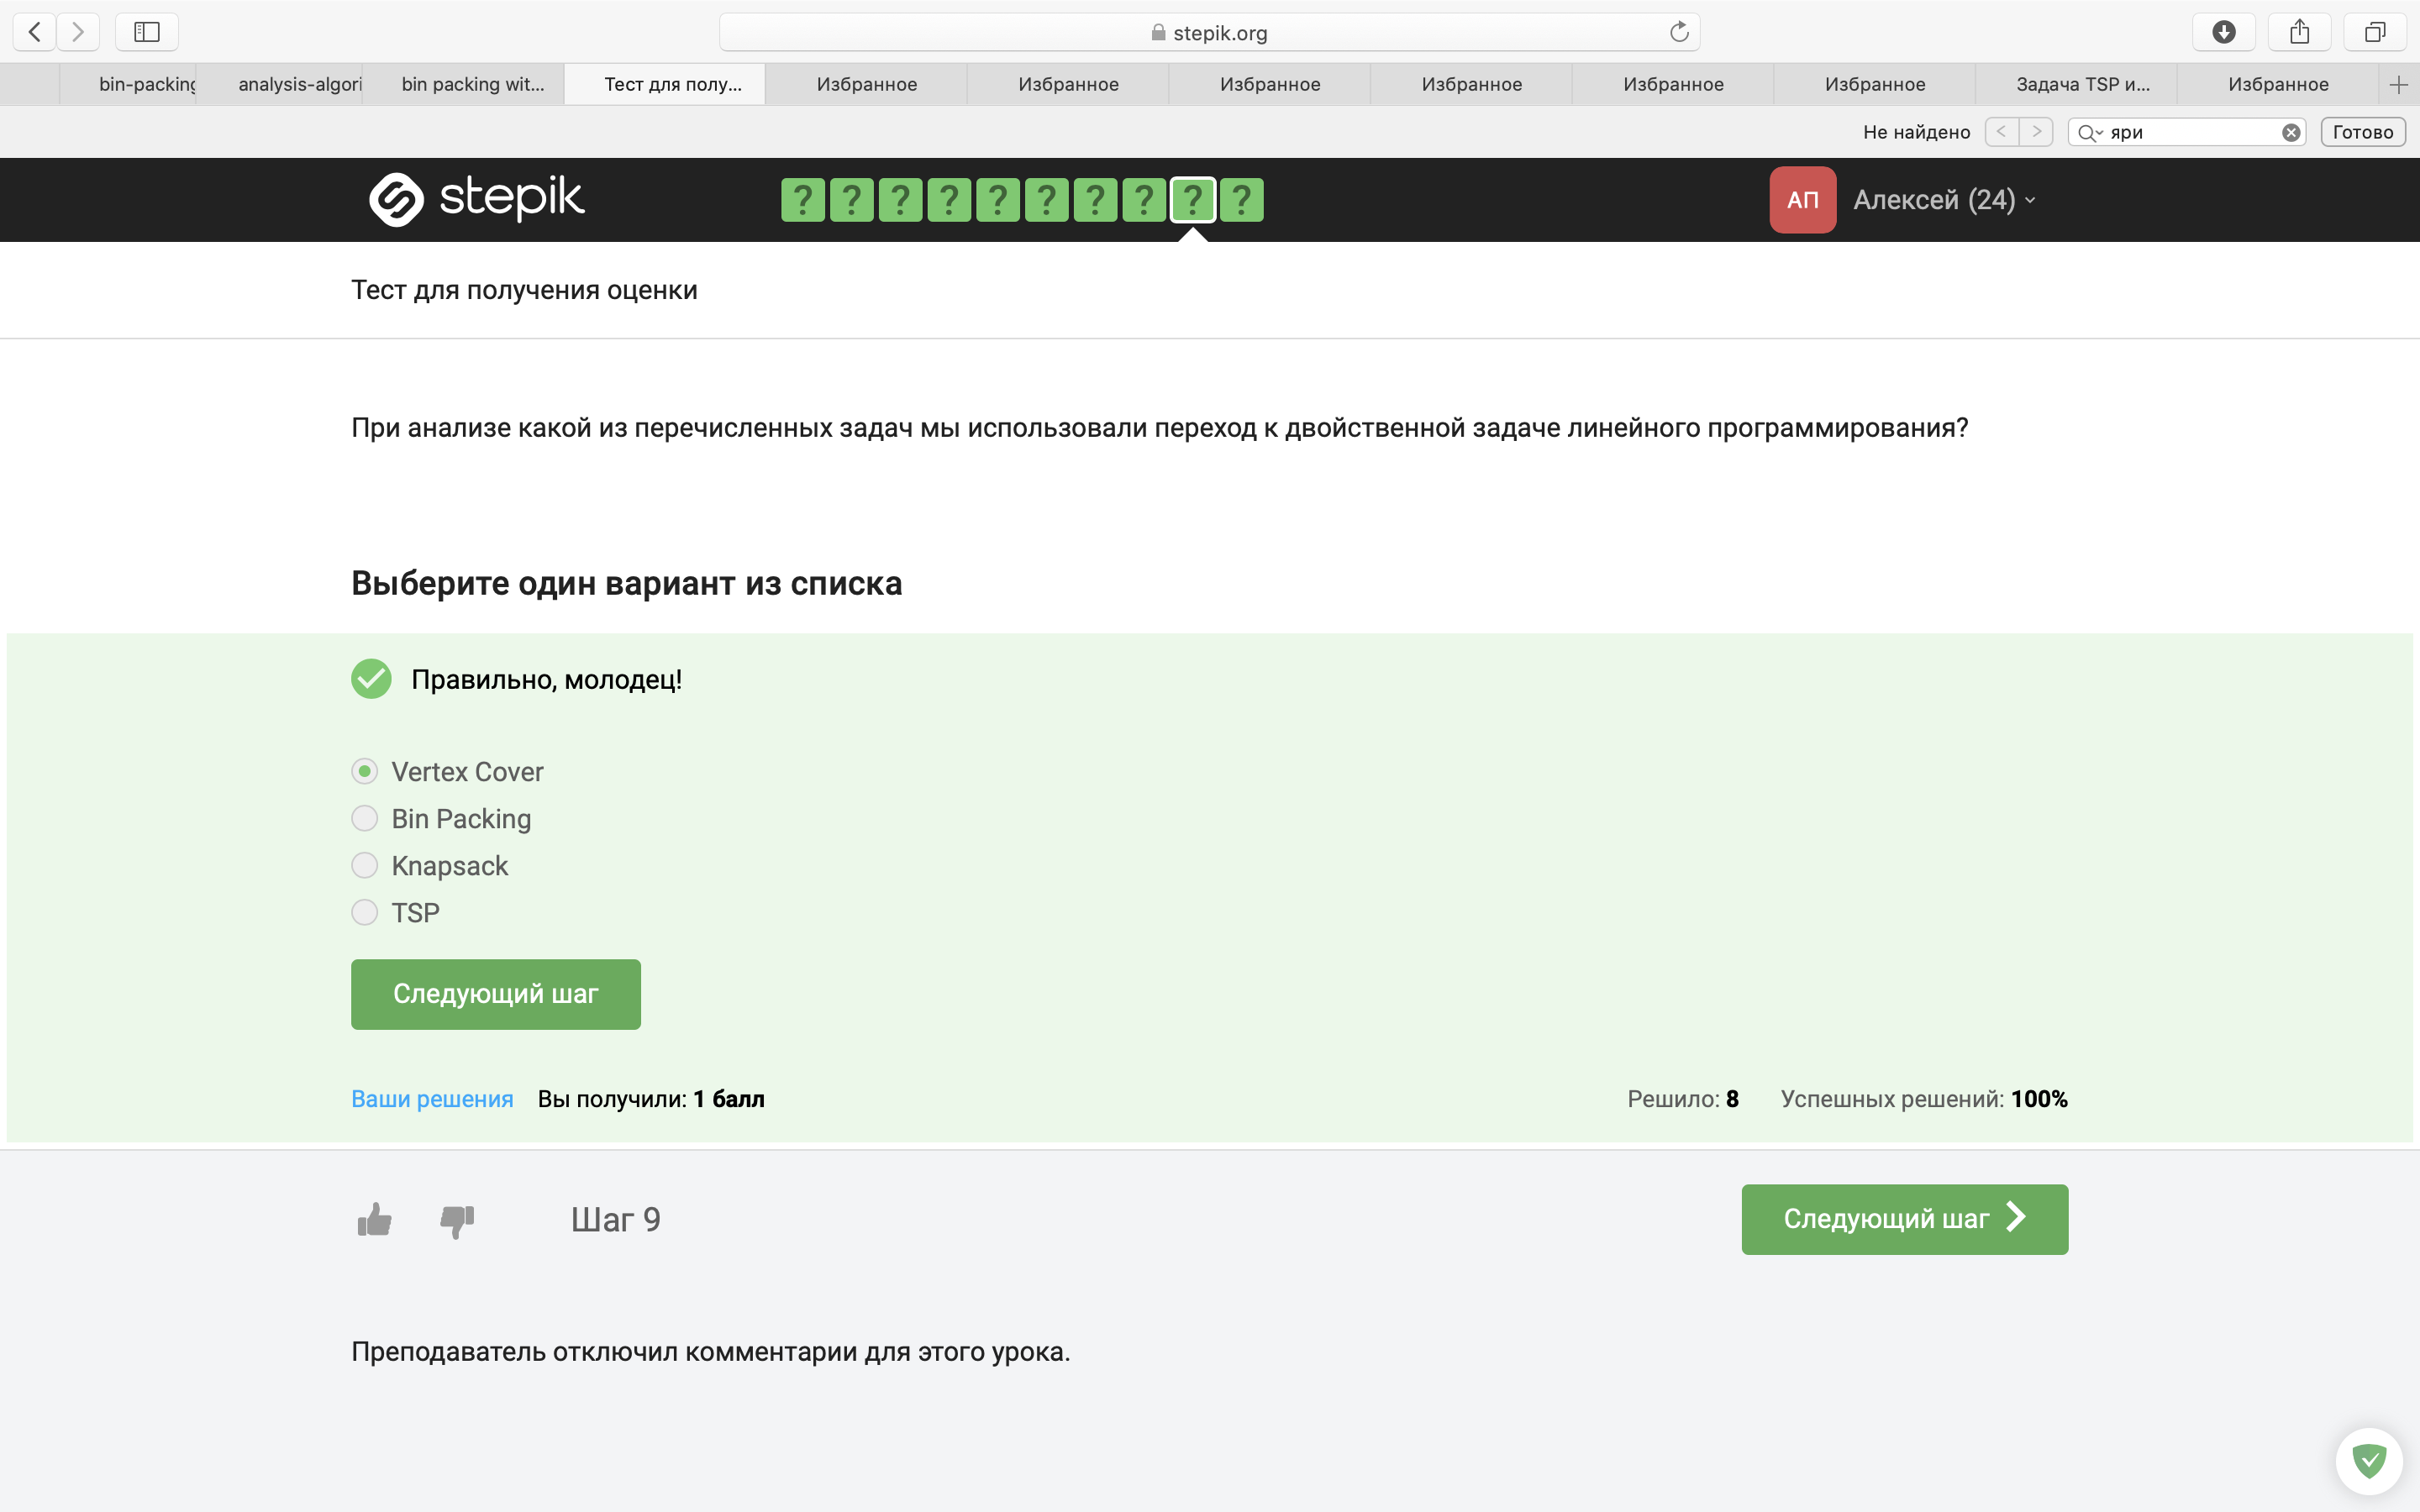 stepik.org
bin-packing
analysis-algori
bin packing wit...
Тест для полу...
Избранное
Избранное
Избранное
Избранное
Избранное
Избранное
Задача TSP и...
Избранное
Не найдено
яри
Готово
stepik
? ? ? ? ? ? ? ? ? ?
АП
Алексей (24)
Тест для получения оценки
При анализе какой из перечисленных задач мы использовали переход к двойственной задаче линейного программирования?
Выберите один вариант из списка
Правильно, молодец!
Vertex Cover
Bin Packing
Knapsack
TSP
Следующий шаг
Ваши решения Вы получили: 1 балл
Решило: 8 Успешных решений: 100%
Шаг 9
Следующий шаг
Преподаватель отключил комментарии для этого урока.